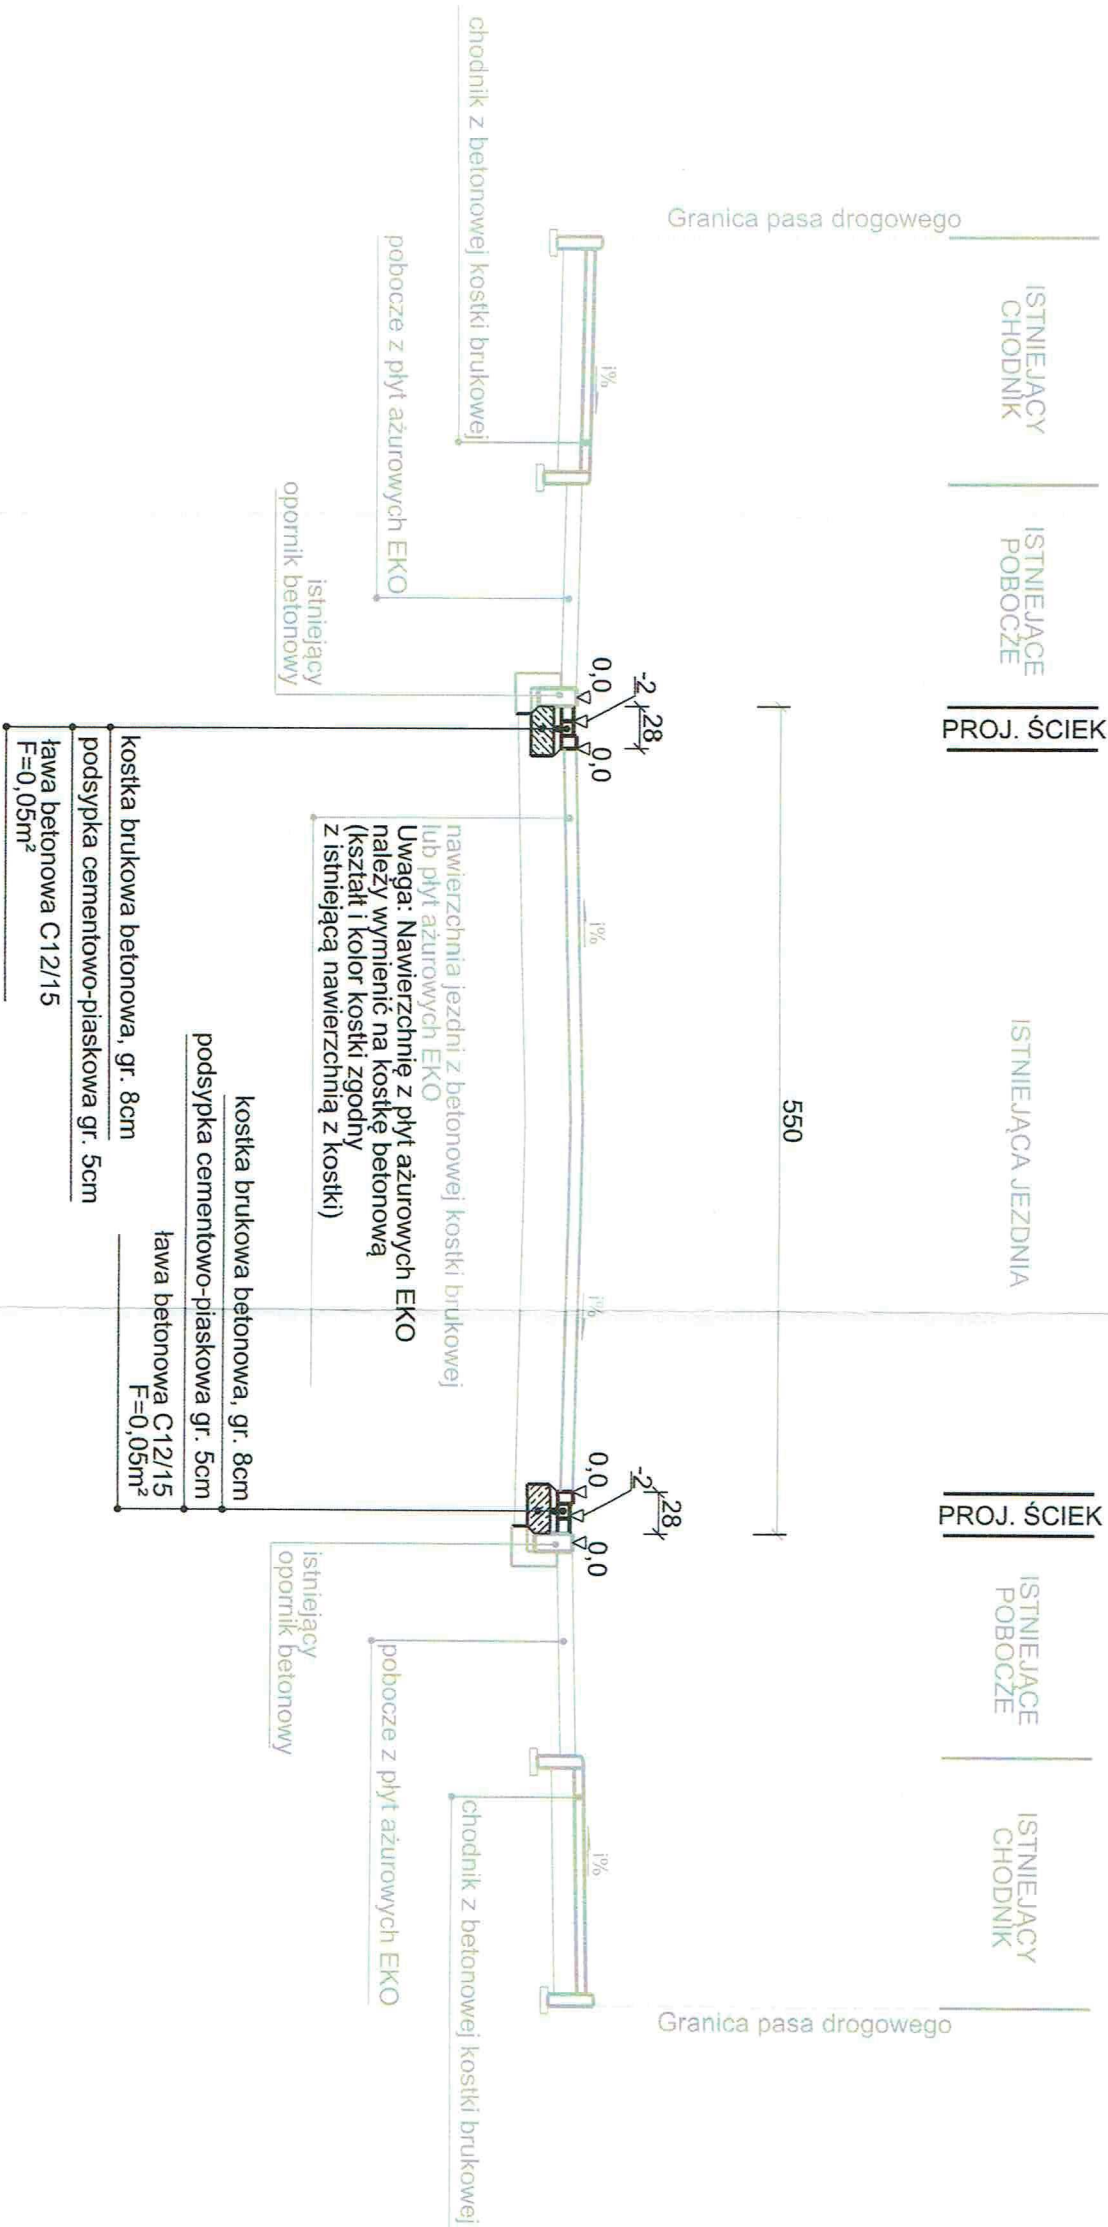 Granica pasa drogowego
ISTNIEJĄCY
CHODNIK
ISTNIEJĄCE
POBOCZE
PROJ. ŚCIEK
ISTNIEJĄCA JEZDNIA
PROJ. ŚCIEK
ISTNIEJĄCE
POBOCZE
ISTNIEJĄCY
CHODNIK
Granica pasa drogowego
550
28
-2
0,0
0,0
28
-2
0,0
0,0
i%
i%
i%
i%
chodnik z betonowej kostki brukowej
pobocze z płyt ażurowych EKO
istniejący
opornik betonowy
nawierzchnia jezdni z betonowej kostki brukowej
lub płyt ażurowych EKO
Uwaga: Nawierzchnię z płyt ażurowych EKO
należy wymienić na kostkę betonową
(kształt i kolor kostki zgodny
z istniejącą nawierzchnią z kostki)
kostka brukowa betonowa, gr. 8cm
podsypka cementowo-piaskowa gr. 5cm
ława betonowa C12/15
F=0,05m²
kostka brukowa betonowa, gr. 8cm
podsypka cementowo-piaskowa gr. 5cm
ława betonowa C12/15
F=0,05m²
istniejący
opornik betonowy
pobocze z płyt ażurowych EKO
chodnik z betonowej kostki brukowej